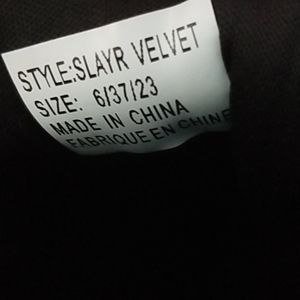 STYLE:SLAYR VELVET
SIZE: 6/37/23
MADE IN CHINA
FABRIQUE EN CHINE